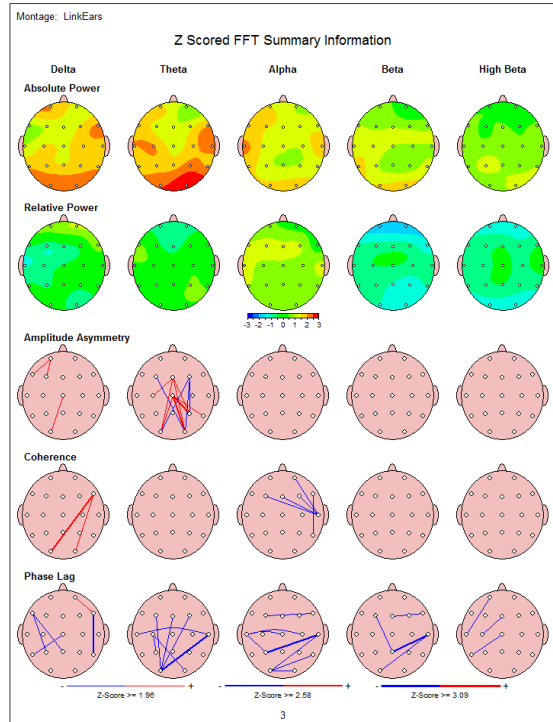 Montage: LinkEars
Z Scored FFT Summary Information
Delta Theta Alpha Beta High Beta
Absolute Power
Relative Power
-3 -2 -1 0 1 2 3
Amplitude Asymmetry
Coherence
Phase Lag
- + - + - +
Z-Score >= 1.96 Z-Score >= 2.58 Z-Score >= 3.09
3